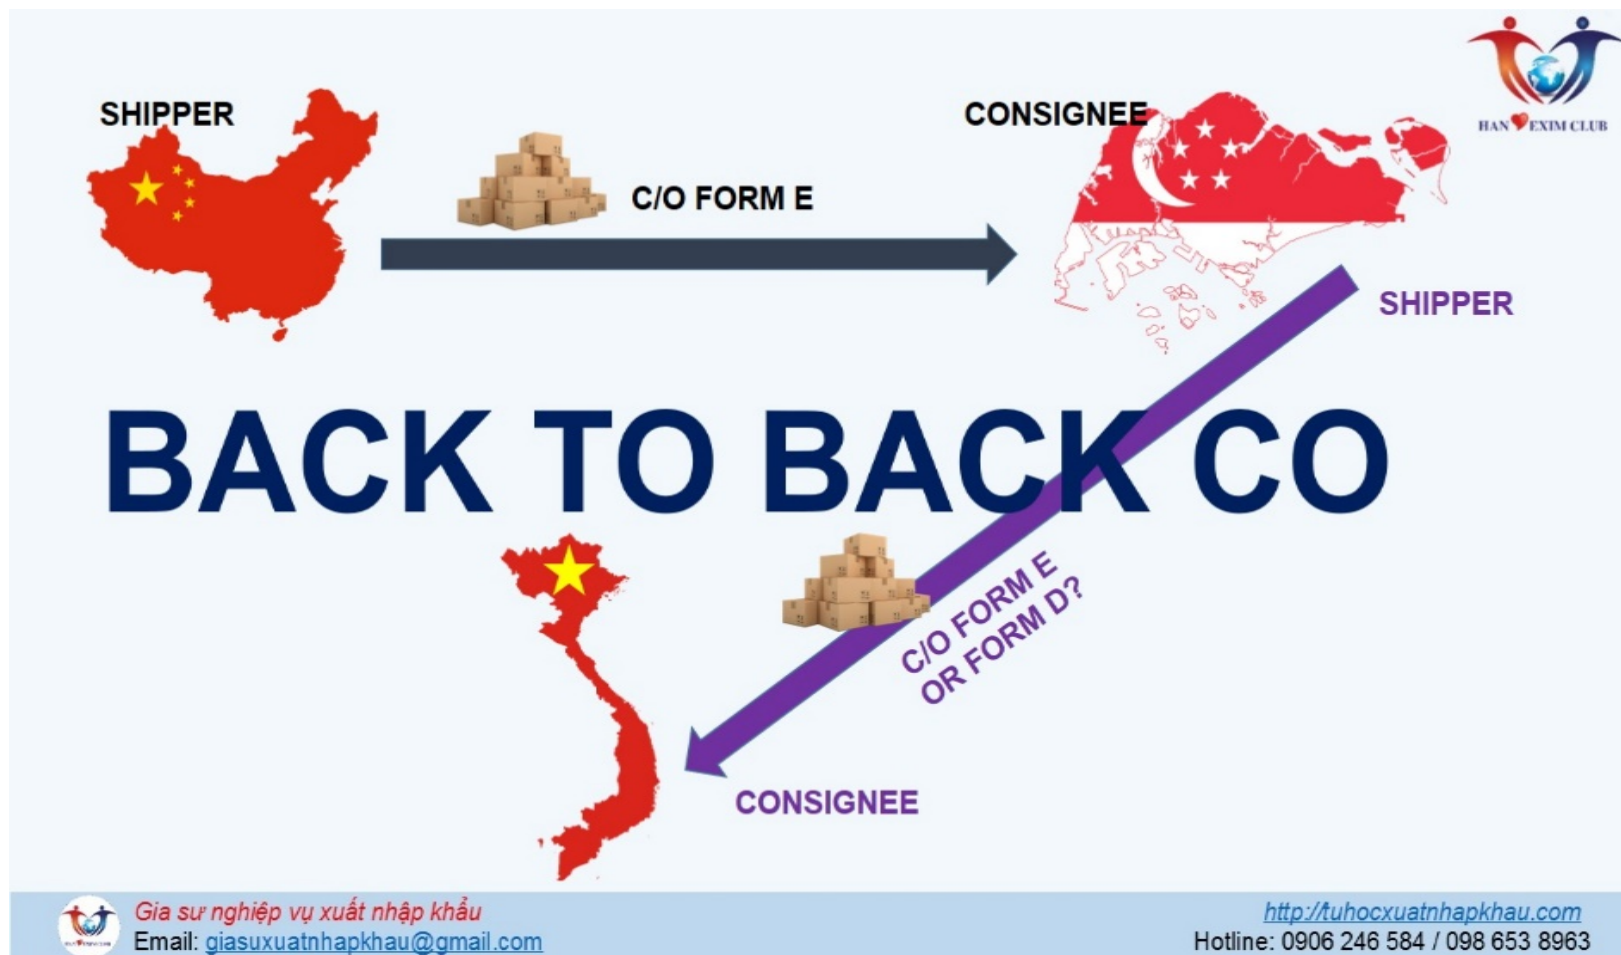 SHIPPER
CONSIGNEE
HAN EXIM CLUB
C/O FORM E
SHIPPER
BACK TO BACK CO
C/O FORM E
OR FORM D?
CONSIGNEE
Gia sư nghiệp vụ xuất nhập khẩu
Email: giasuxuatnhapkhau@gmail.com
http://tuhocxuatnhapkhau.com
Hotline: 0906 246 584 / 098 653 8963